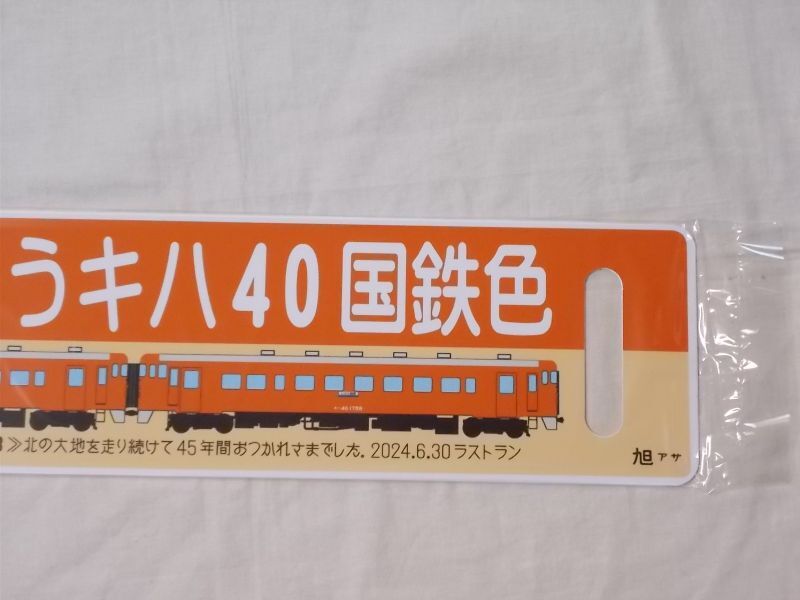 うキハ40国鉄色
≫北の大地を走り続けて45年間おつかれさまでした. 2024.6.30ラストラン
旭アサ